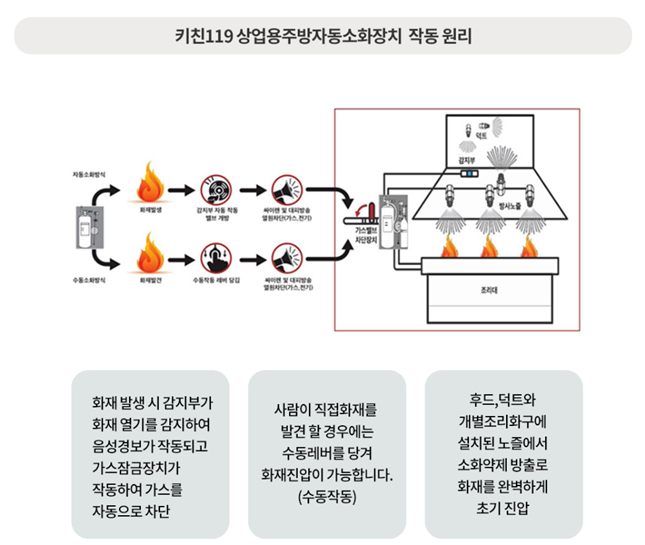 키친119 상업용주방자동소화장치 작동 원리
덕트
감지부
자동소화방식
화재발생
감지부 자동 작동
밸브 개방
싸이렌 및 대피방송
열원차단(가스,전기)
방사노즐
가스밸브
차단장치
수동소화방식
화재발견
수동작동 레버 당김
싸이렌 및 대피방송
열원차단(가스,전기)
조리대
화재 발생 시 감지부가
화재 열기를 감지하여
음성경보가 작동되고
가스잠금장치가
작동하여 가스를
자동으로 차단
사람이 직접화재를
발견 할 경우에는
수동레버를 당겨
화재진압이 가능합니다.
(수동작동)
후드,덕트와
개별조리화구에
설치된 노즐에서
소화약제 방출로
화재를 완벽하게
초기 진압